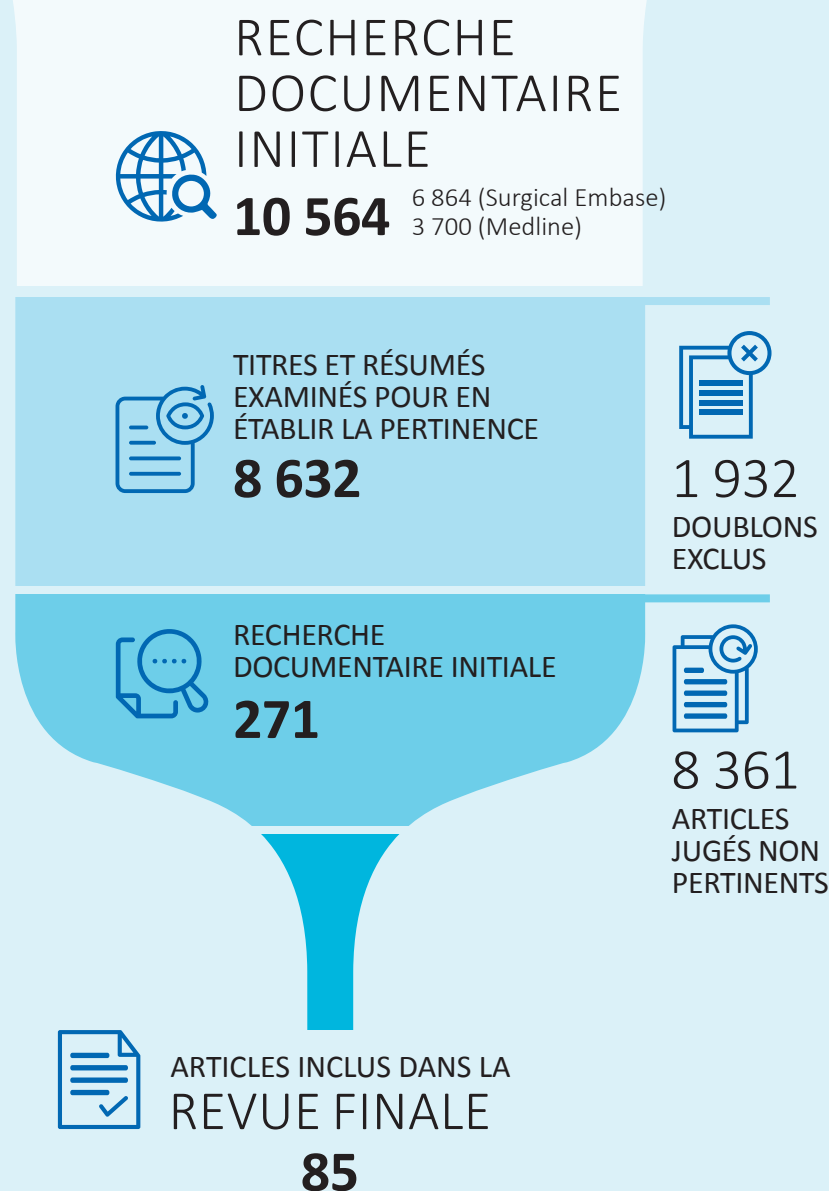 RECHERCHE
DOCUMENTAIRE
INITIALE
10 564
6 864 (Surgical Embase)
3 700 (Medline)
TITRES ET RÉSUMÉS
EXAMINÉS POUR EN
ÉTABLIR LA PERTINENCE
8 632
1 932
DOUBLONS
EXCLUS
RECHERCHE
DOCUMENTAIRE INITIALE
271
8 361
ARTICLES
JUGÉS NON
PERTINENTS
ARTICLES INCLUS DANS LA
REVUE FINALE
85